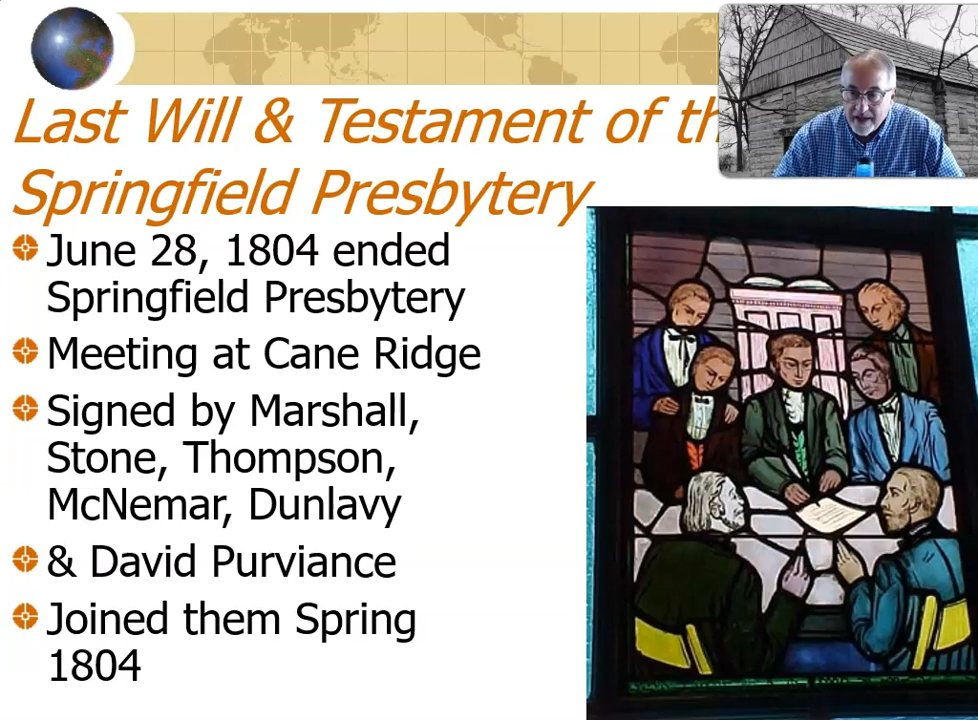 Last Will & Testament of th
Springfield Presbytery
June 28, 1804 ended
Springfield Presbytery
Meeting at Cane Ridge
Signed by Marshall,
Stone, Thompson,
McNemar, Dunlavy
& David Purviance
Joined them Spring
1804